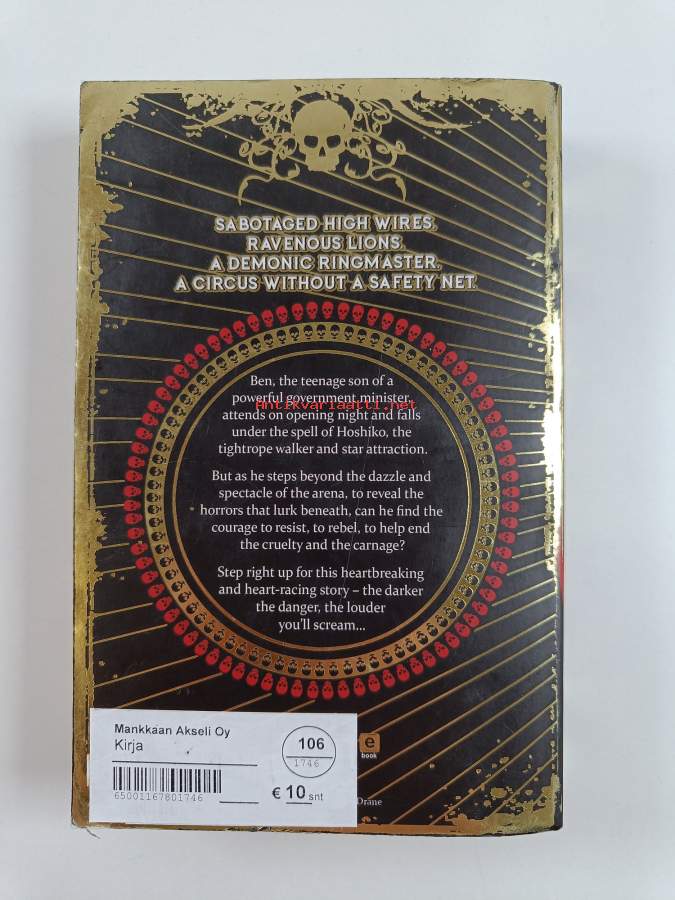 SABOTAGED HIGH WIRES.
RAVENOUS LIONS.
A DEMONIC RINGMASTER.
A CIRCUS WITHOUT A SAFETY NET.
Ben, the teenage son of a
powerful government minister,
Antikvariaatti.net
attends on opening night and falls
under the spell of Hoshiko, the
tightrope walker and star attraction.
But as he steps beyond the dazzle and
spectacle of the arena, to reveal the
horrors that lurk beneath, can he find the
courage to resist, to rebel, to help end
the cruelty and the carnage?
Step right up for this heartbreaking
and heart-racing story – the darker
the danger, the louder
you'll scream...
Mankkaan Akseli Oy
Kirja
106
1746
65001167801746
€ 10 snt
e
book
Drane